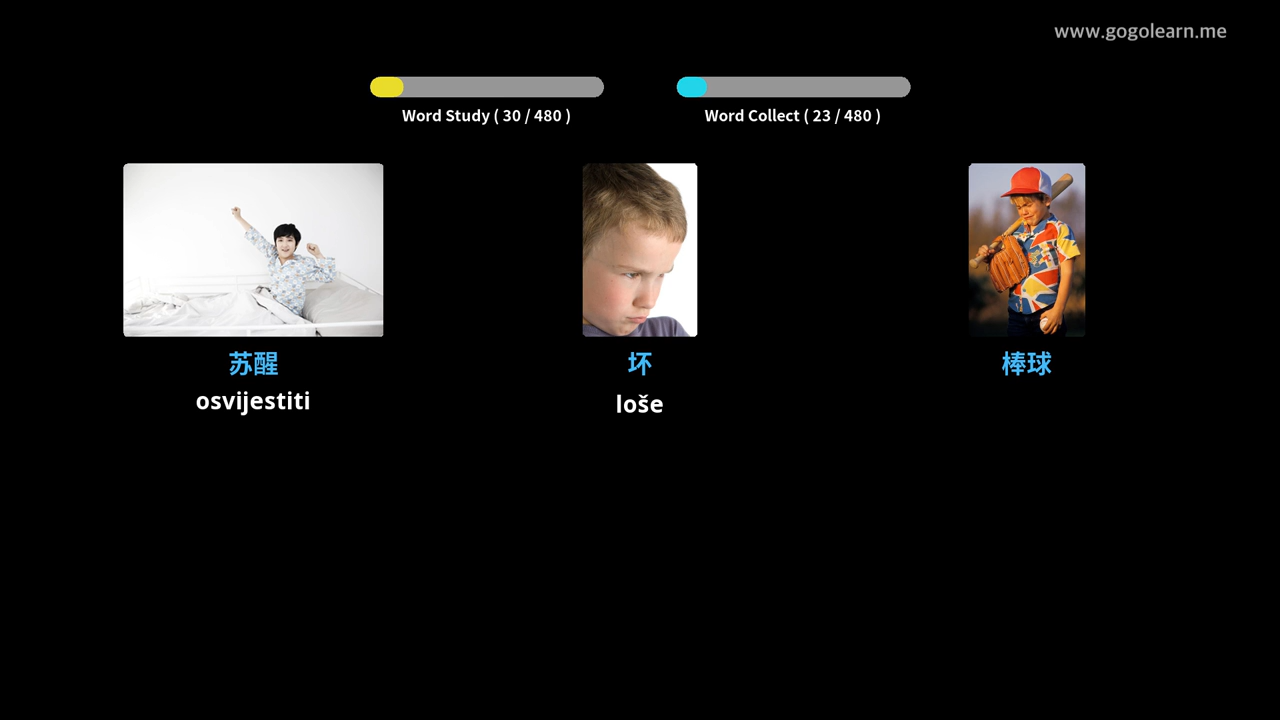 www.gogolearn.me
Word Study ( 30 / 480 )
Word Collect ( 23 / 480 )
苏醒
坏
棒球
osvijestiti
loše